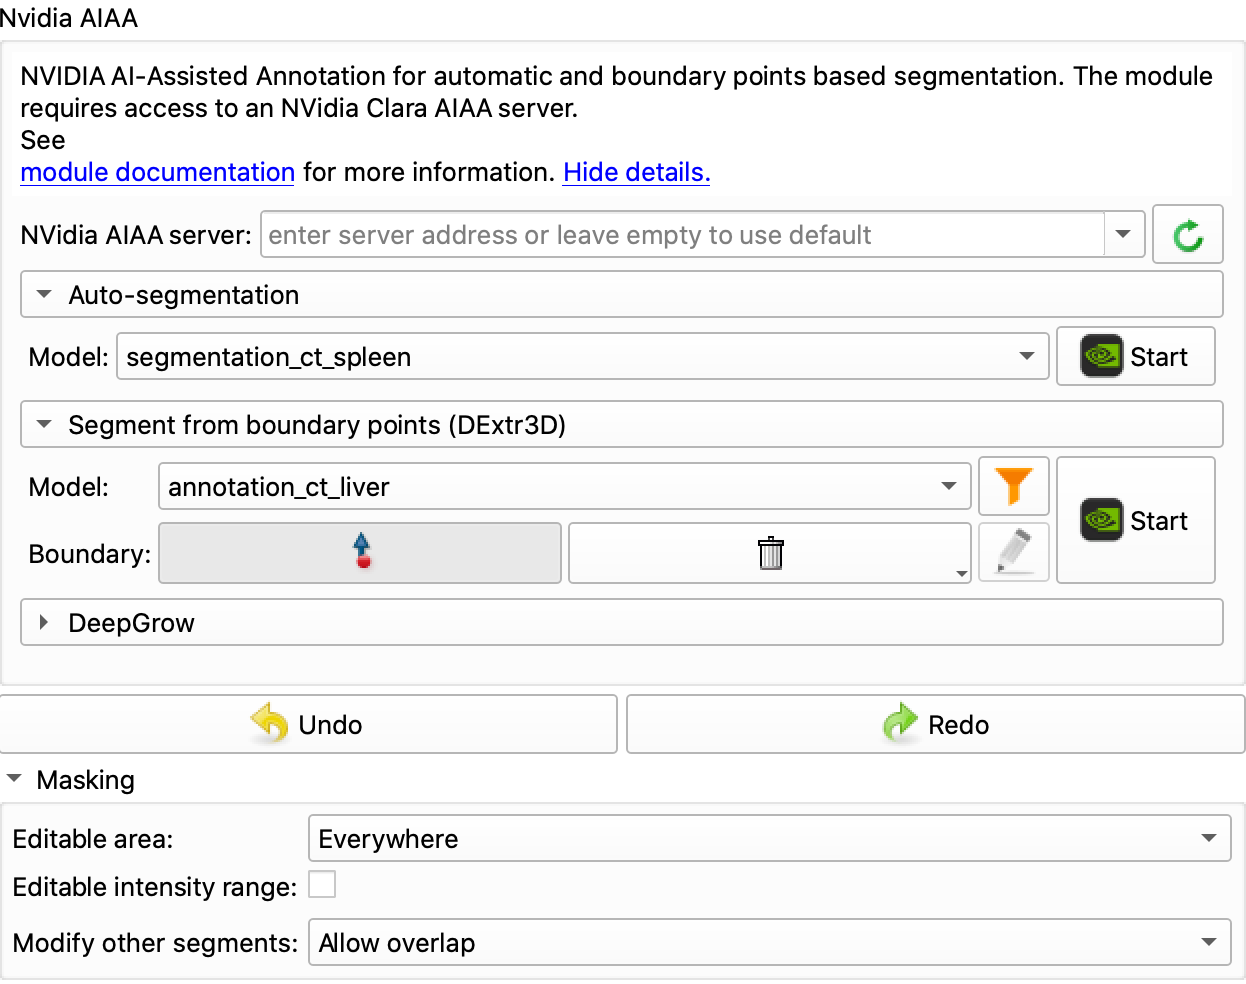 Nvidia AIAA
NVIDIA AI-Assisted Annotation for automatic and boundary points based segmentation. The module
requires access to an NVidia Clara AIAA server.
See
module documentation for more information. Hide details.
NVidia AIAA server: enter server address or leave empty to use default
Auto-segmentation
Model: segmentation_ct_spleen Start
Segment from boundary points (DExtr3D)
Model: annotation_ct_liver
Start
Boundary:
DeepGrow
Undo Redo
Masking
Editable area: Everywhere
Editable intensity range:
Modify other segments: Allow overlap